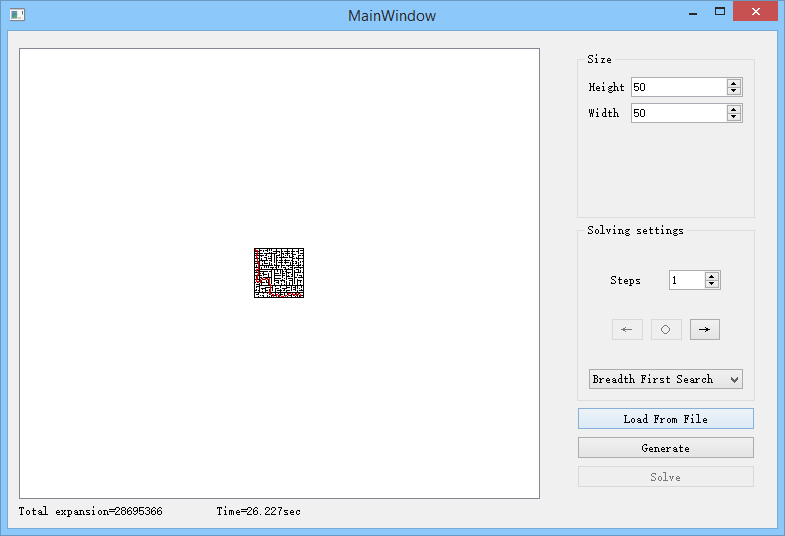 MainWindow
Size
Height 50
Width 50
Solving settings
Steps 1
Breadth First Search
Load From File
Generate
Solve
Total expansion=28695366 Time=26.227sec